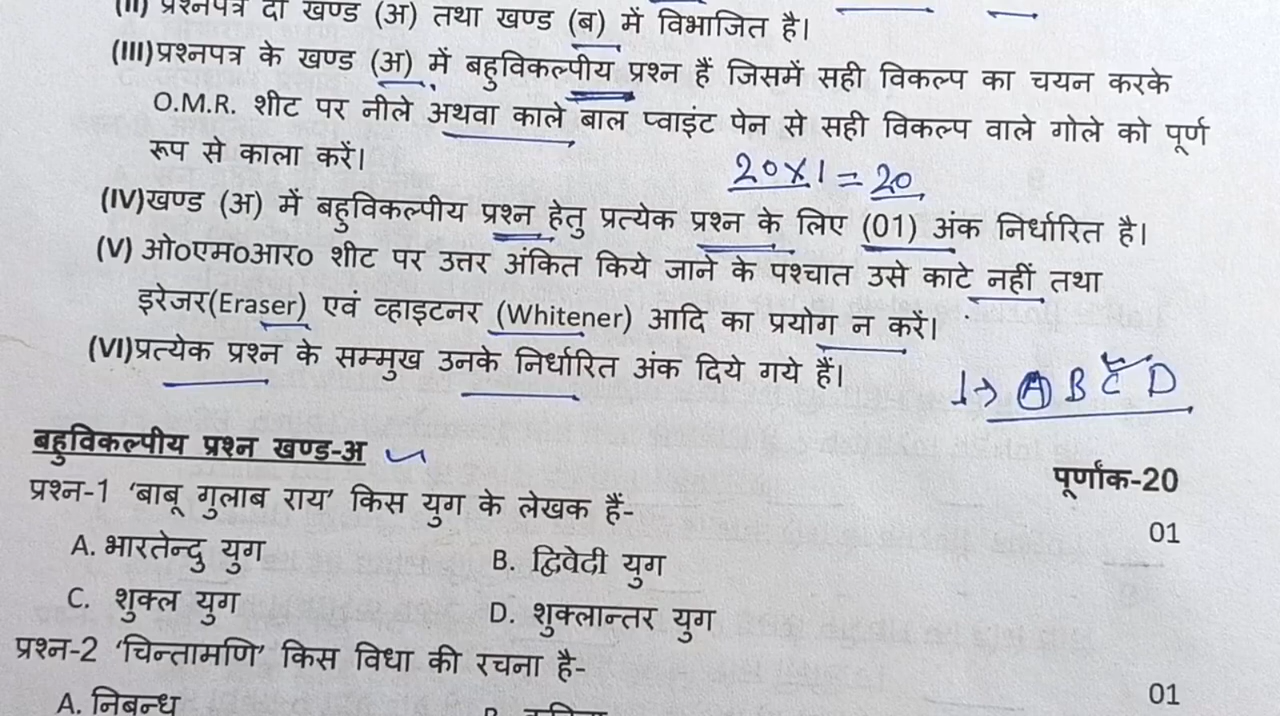 (II) प्रश्नपत्र दो खण्ड (अ) तथा खण्ड (ब) में विभाजित है।
(III)प्रश्नपत्र के खण्ड (अ) में बहुविकल्पीय प्रश्न हैं जिसमें सही विकल्प का चयन करके
O.M.R. शीट पर नीले अथवा काले बाल प्वाइंट पेन से सही विकल्प वाले गोले को पूर्ण
रूप से काला करें।
20X1=20
(IV)खण्ड (अ) में बहुविकल्पीय प्रश्न हेतु प्रत्येक प्रश्न के लिए (01) अंक निर्धारित है।
(V) ओ0एम0आर0 शीट पर उत्तर अंकित किये जाने के पश्चात उसे काटे नहीं तथा
इरेजर(Eraser) एवं व्हाइटनर (Whitener) आदि का प्रयोग न करें।
(VI)प्रत्येक प्रश्न के सम्मुख उनके निर्धारित अंक दिये गये हैं।
1→ A B C D
बहुविकल्पीय प्रश्न खण्ड-अ
पूर्णांक-20
प्रश्न-1 'बाबू गुलाब राय' किस युग के लेखक हैं-
01
A. भारतेन्दु युग
B. द्विवेदी युग
C. शुक्ल युग
D. शुक्लान्तर युग
प्रश्न-2 'चिन्तामणि' किस विधा की रचना है-
01
A. निबन्ध